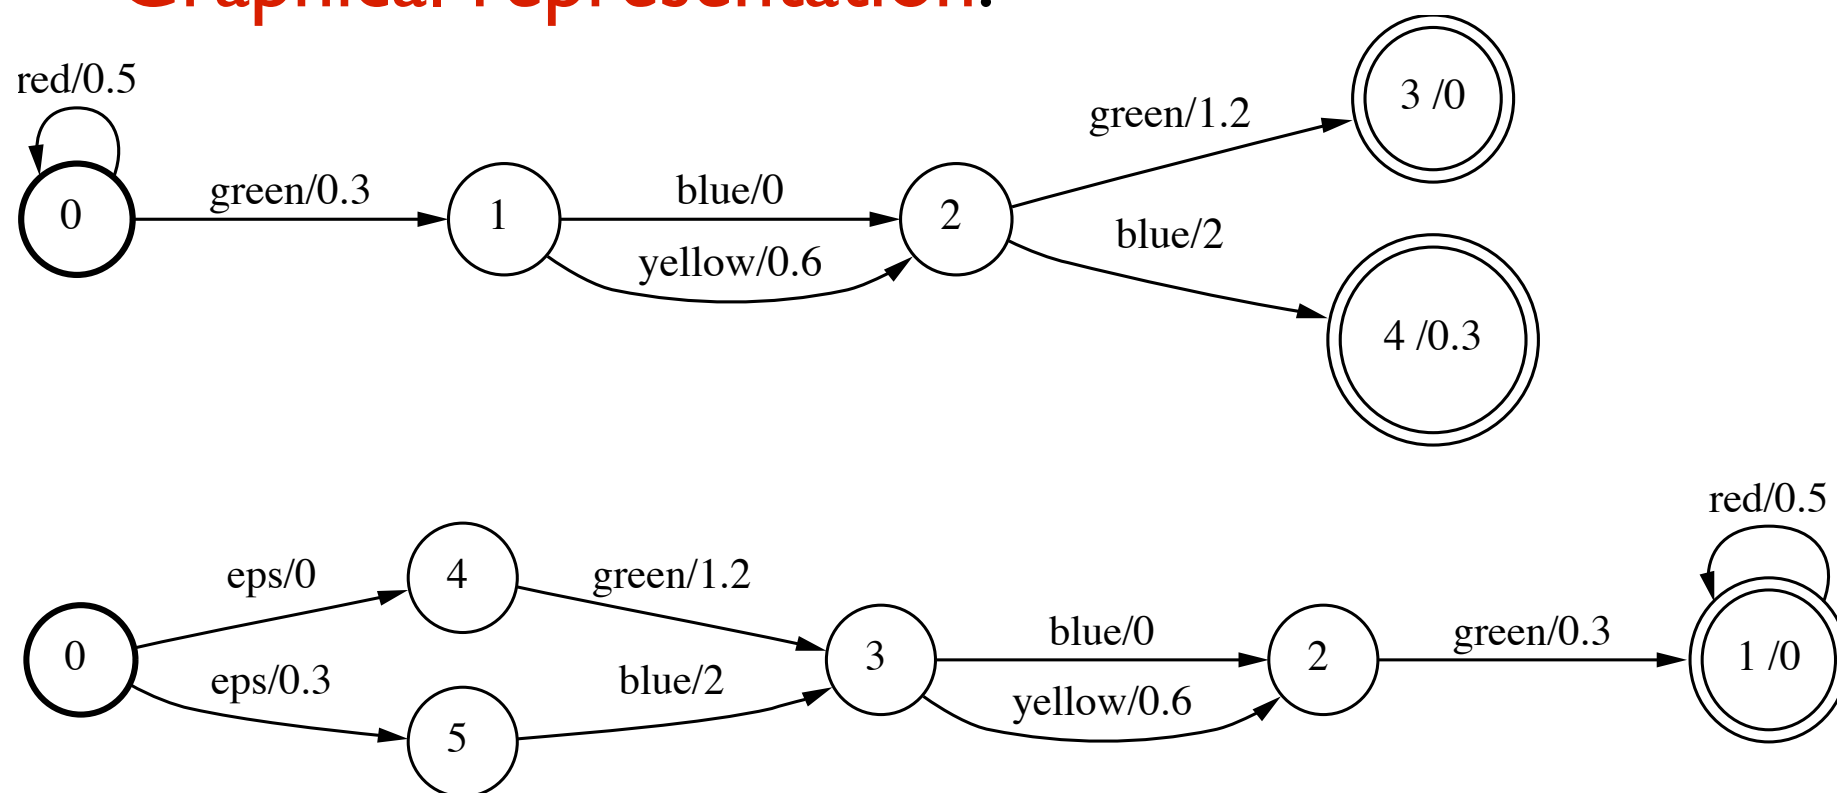 Graphical representation:
red/0.5
3 /0
green/1.2
green/0.3
blue/0
0
1
2
blue/2
yellow/0.6
4 /0.3
red/0.5
eps/0
4
green/1.2
blue/0
green/0.3
0
3
2
1 /0
eps/0.3
blue/2
yellow/0.6
5